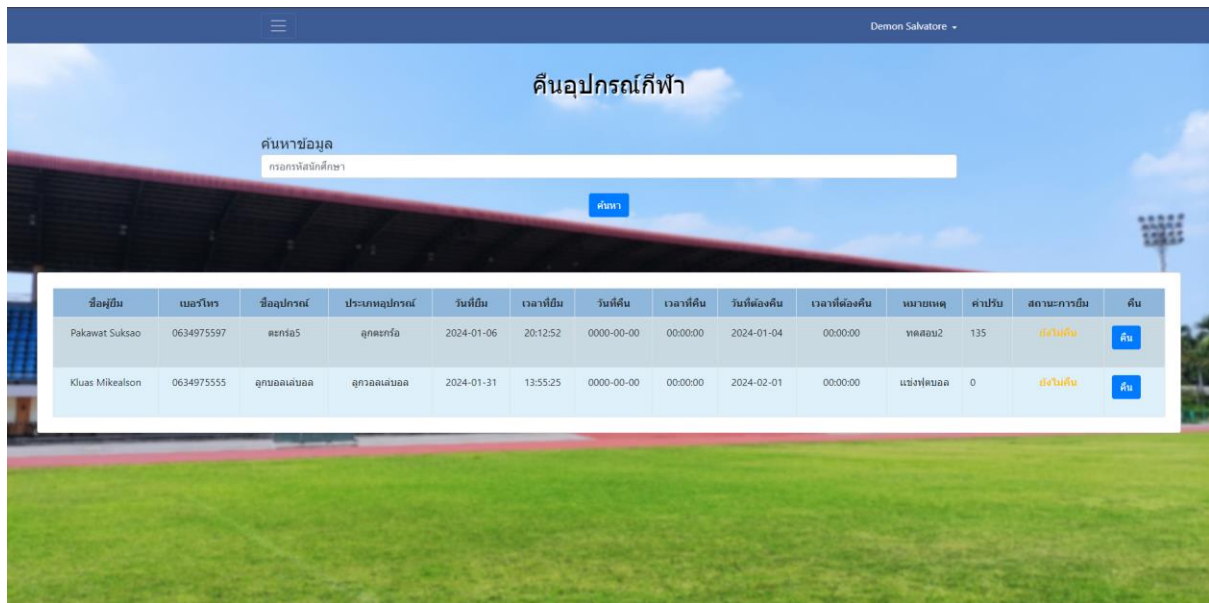 Demon Salvatore
คืนอุปกรณ์กีฬา
ค้นหาข้อมูล
กรอกรหัสนักศึกษา
ค้นหา
ชื่อผู้ยืม เบอร์โทร ชื่ออุปกรณ์ ประเภทอุปกรณ์ วันที่ยืม เวลาที่ยืม วันที่คืน เวลาที่คืน วันที่ต้องคืน เวลาที่ต้องคืน หมายเหตุ ค่าปรับ สถานะการยืม คืน
Pakawat Suksao 0634975597 ตะกร่อ5 ลูกตะกร้อ 2024-01-06 20:12:52 0000-00-00 00:00:00 2024-01-04 00:00:00 ทดสอบ2 135 ยังไม่คืน คืน
Kluas Mikealson 0634975555 ลูกบอลเล่บอล ลูกวอลเล่บอล 2024-01-31 13:55:25 0000-00-00 00:00:00 2024-02-01 00:00:00 แข่งฟุตบอล 0 ยังไม่คืน คืน